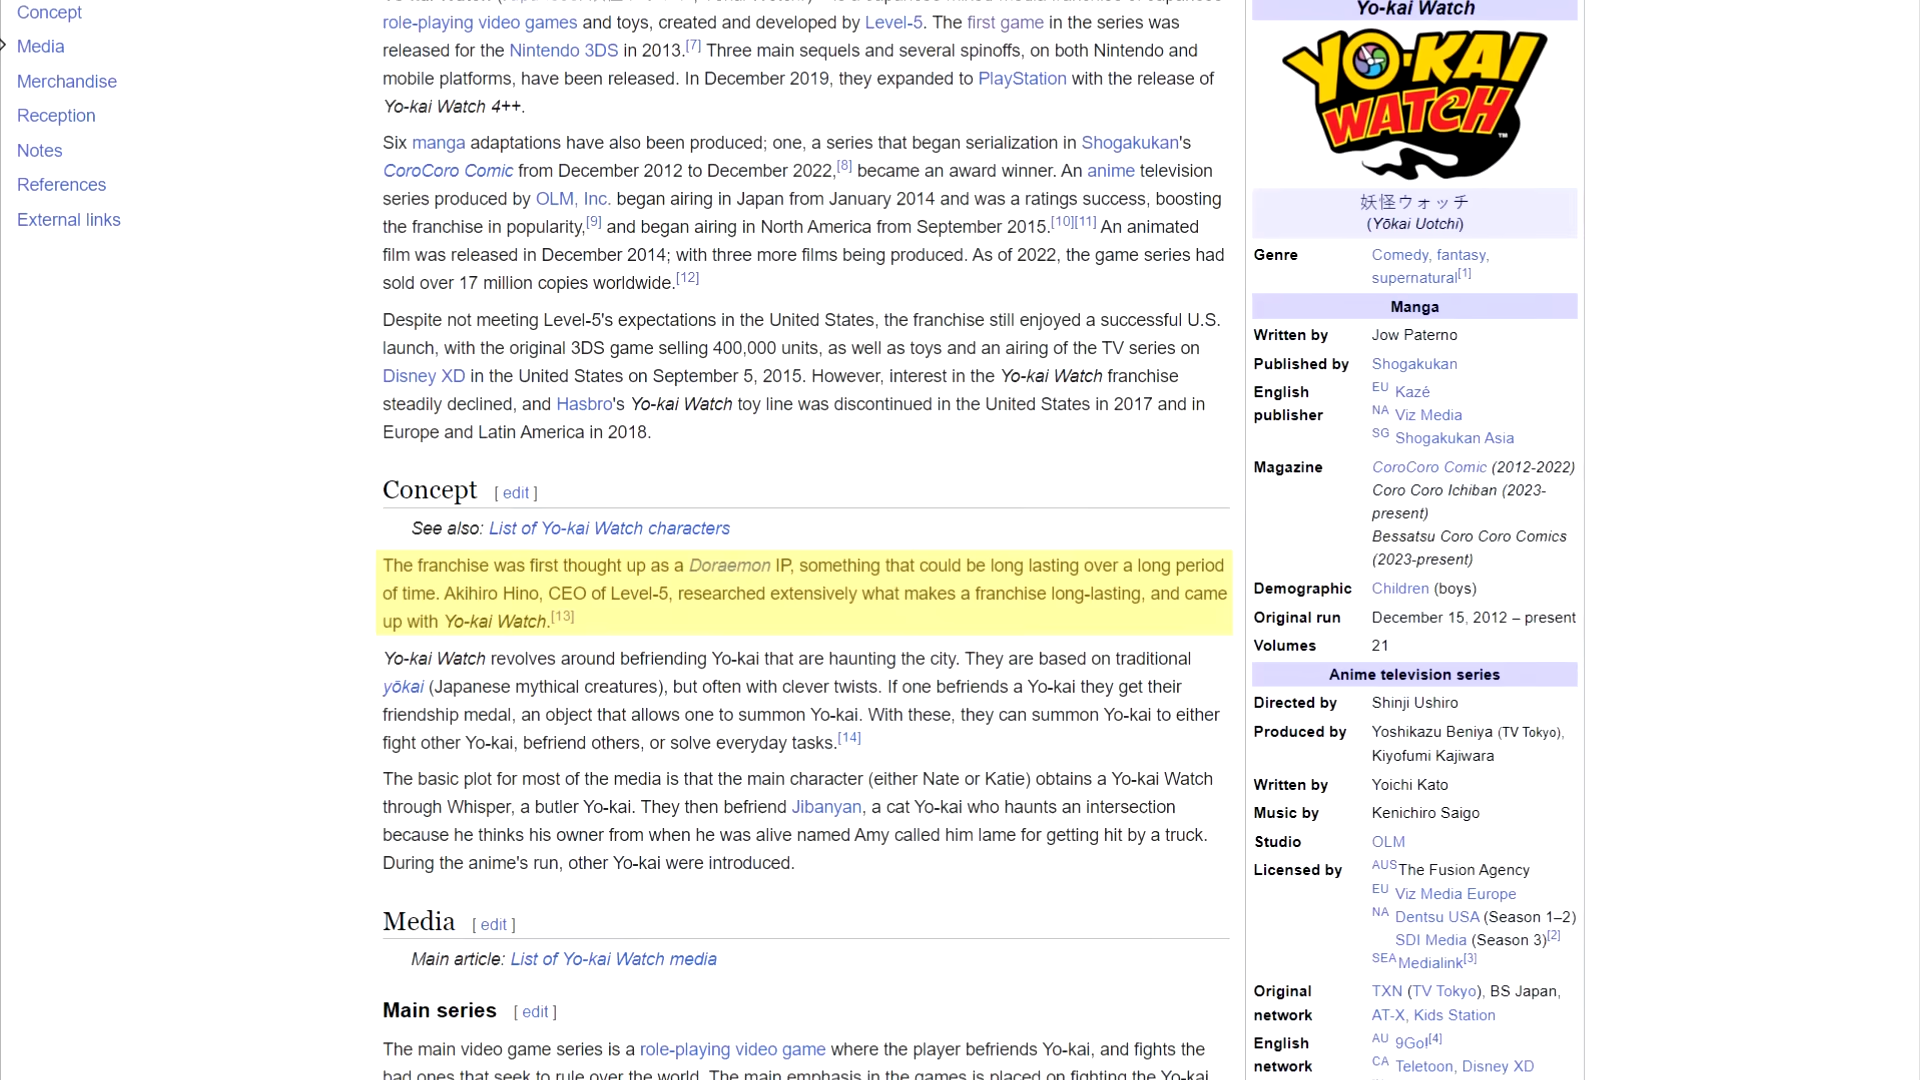 Concept
Media
Merchandise
Reception
Notes
References
External links
role-playing video games and toys, created and developed by Level-5. The first game in the series was
released for the Nintendo 3DS in 2013.[7] Three main sequels and several spinoffs, on both Nintendo and
mobile platforms, have been released. In December 2019, they expanded to PlayStation with the release of
Yo-kai Watch 4++.
Six manga adaptations have also been produced; one, a series that began serialization in Shogakukan's
CoroCoro Comic from December 2012 to December 2022,[8] became an award winner. An anime television
series produced by OLM, Inc. began airing in Japan from January 2014 and was a ratings success, boosting
the franchise in popularity,[9] and began airing in North America from September 2015.[10][11] An animated
film was released in December 2014; with three more films being produced. As of 2022, the game series had
sold over 17 million copies worldwide.[12]
Despite not meeting Level-5's expectations in the United States, the franchise still enjoyed a successful U.S.
launch, with the original 3DS game selling 400,000 units, as well as toys and an airing of the TV series on
Disney XD in the United States on September 5, 2015. However, interest in the Yo-kai Watch franchise
steadily declined, and Hasbro's Yo-kai Watch toy line was discontinued in the United States in 2017 and in
Europe and Latin America in 2018.
Concept [ edit ]
See also: List of Yo-kai Watch characters
The franchise was first thought up as a Doraemon IP, something that could be long lasting over a long period
of time. Akihiro Hino, CEO of Level-5, researched extensively what makes a franchise long-lasting, and came
up with Yo-kai Watch.[13]
Yo-kai Watch revolves around befriending Yo-kai that are haunting the city. They are based on traditional
yōkai (Japanese mythical creatures), but often with clever twists. If one befriends a Yo-kai they get their
friendship medal, an object that allows one to summon Yo-kai. With these, they can summon Yo-kai to either
fight other Yo-kai, befriend others, or solve everyday tasks.[14]
The basic plot for most of the media is that the main character (either Nate or Katie) obtains a Yo-kai Watch
through Whisper, a butler Yo-kai. They then befriend Jibanyan, a cat Yo-kai who haunts an intersection
because he thinks his owner from when he was alive named Amy called him lame for getting hit by a truck.
During the anime's run, other Yo-kai were introduced.
Media [ edit ]
Main article: List of Yo-kai Watch media
Main series [ edit ]
The main video game series is a role-playing video game where the player befriends Yo-kai, and fights the
bad ones that seek to rule over the world. The main emphasis in the games is placed on fighting the Yo-kai
Yo-kai Watch
YO-KAI
WATCH™
妖怪ウォッチ
(Yōkai Uotchi)
Genre Comedy, fantasy,
supernatural[1]
Manga
Written by Jow Paterno
Published by Shogakukan
English publisher EU Kazé
NA Viz Media
SG Shogakukan Asia
Magazine CoroCoro Comic (2012-2022)
Coro Coro Ichiban (2023-
present)
Bessatsu Coro Coro Comics
(2023-present)
Demographic Children (boys)
Original run December 15, 2012 – present
Volumes 21
Anime television series
Directed by Shinji Ushiro
Produced by Yoshikazu Beniya (TV Tokyo),
Kiyofumi Kajiwara
Written by Yoichi Kato
Music by Kenichiro Saigo
Studio OLM
Licensed by AUS The Fusion Agency
EU Viz Media Europe
NA Dentsu USA (Season 1–2)
SDI Media (Season 3)[2]
SEA Medialink[3]
Original network TXN (TV Tokyo), BS Japan,
AT-X, Kids Station
English network AU 9Go![4]
CA Teletoon, Disney XD